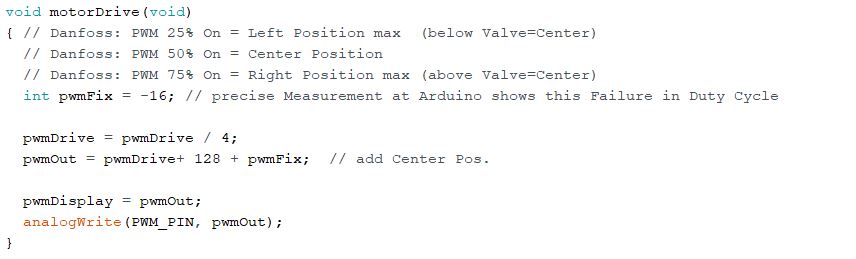 void motorDrive(void)
{ // Danfoss: PWM 25% On = Left Position max  (below Valve=Center)
  // Danfoss: PWM 50% On = Center Position
  // Danfoss: PWM 75% On = Right Position max (above Valve=Center)
  int pwmFix = -16; // precise Measurement at Arduino shows this Failure in Duty Cycle

  pwmDrive = pwmDrive / 4;
  pwmOut = pwmDrive+ 128 + pwmFix;  // add Center Pos.

  pwmDisplay = pwmOut;
  analogWrite(PWM_PIN, pwmOut);
}